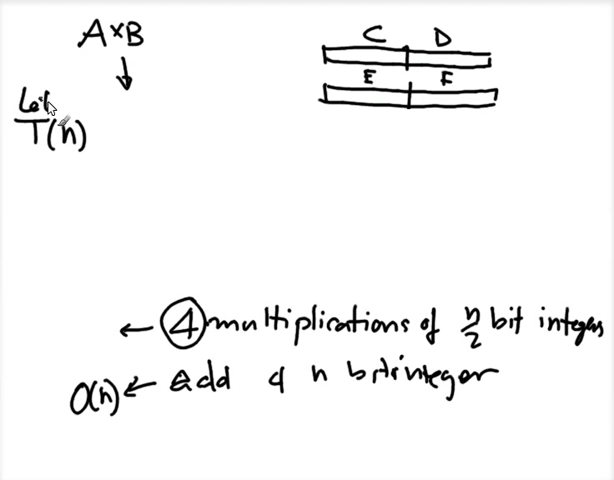 A×B
C D
E F
Let
T(n)
← 4 multiplications of n/2 bit integers
O(n) ← add 4 n bit integer